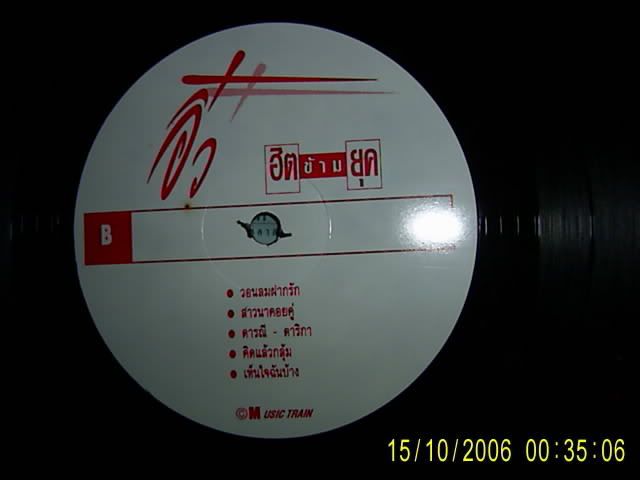 จิ๋ว
ฮิตข้ามยุค
B
วอนลมฝากรัก
สาวนาคอยคู่
ดารณี - ดาริกา
คิดแล้วกลุ้ม
เห็นใจฉันบ้าง
©MUSIC TRAIN
15/10/2006 00:35:06